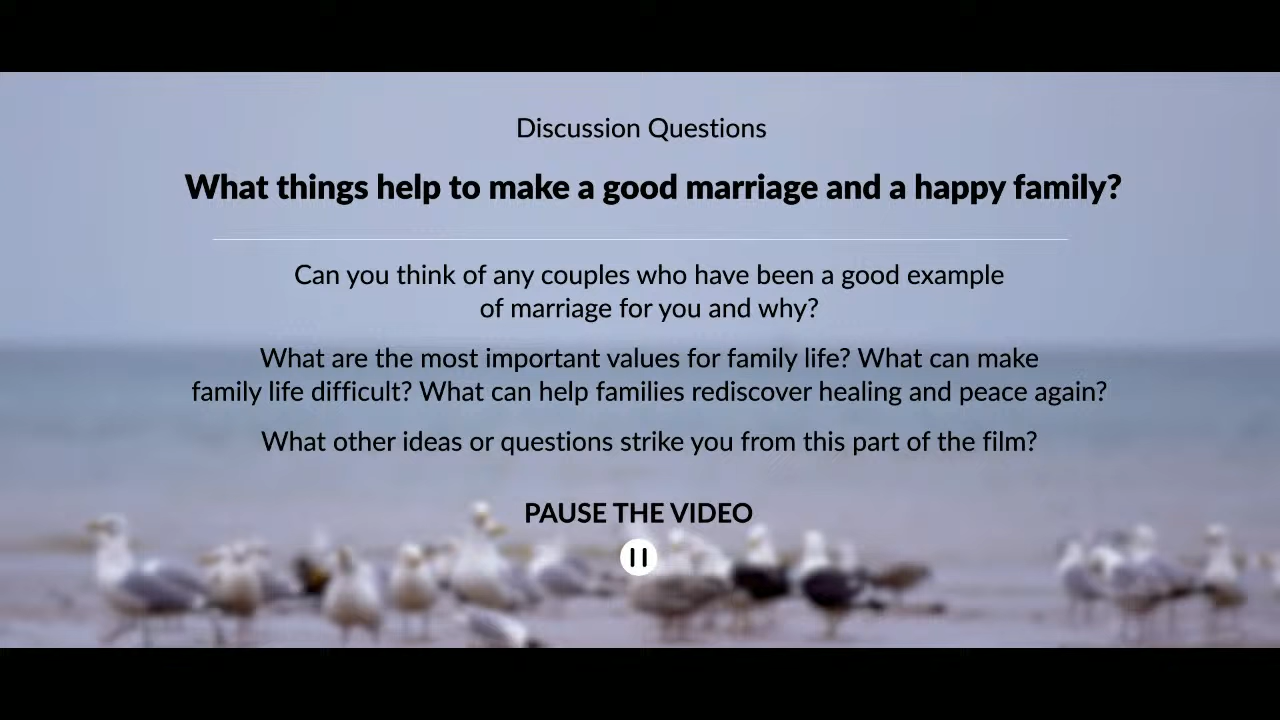 Discussion Questions
What things help to make a good marriage and a happy family?
Can you think of any couples who have been a good example
of marriage for you and why?
What are the most important values for family life? What can make
family life difficult? What can help families rediscover healing and peace again?
What other ideas or questions strike you from this part of the film?
PAUSE THE VIDEO